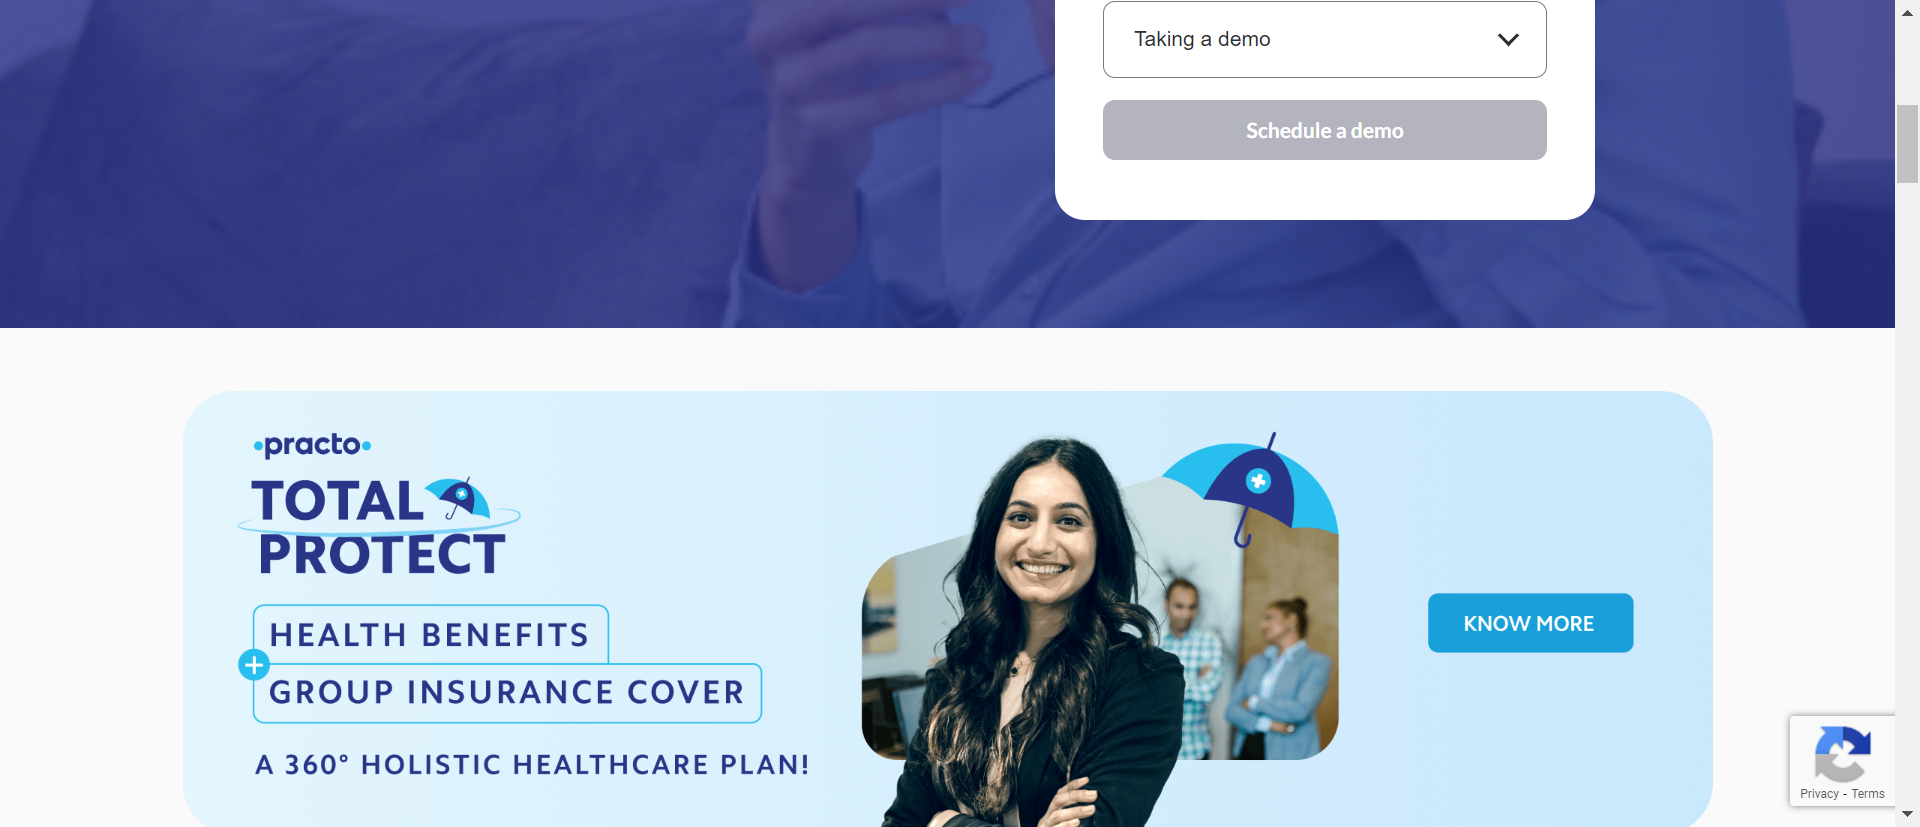 Taking a demo
Schedule a demo
practo
TOTAL
PROTECT
HEALTH BENEFITS
+
GROUP INSURANCE COVER
A 360° HOLISTIC HEALTHCARE PLAN!
KNOW MORE
Privacy - Terms